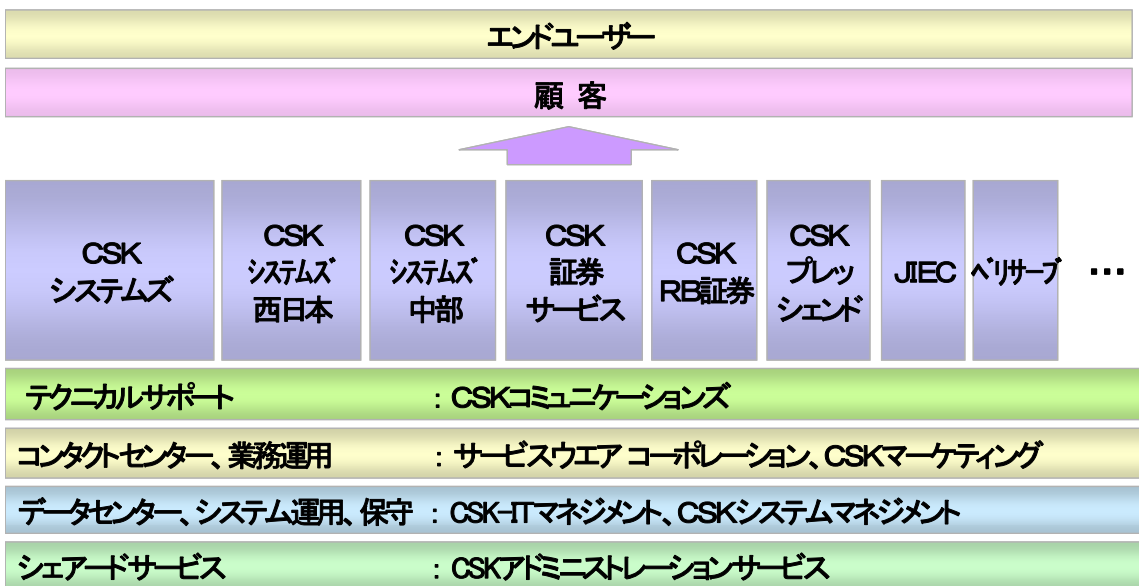 エンドユーザー
顧 客
CSK
システムズ
CSK
ｼｽﾃﾑｽﾞ
西日本
CSK
ｼｽﾃﾑｽﾞ
中部
CSK
証券
サービス
CSK
RB証券
CSK
プレッ
シェンド
JIEC
ﾍﾞﾘｻｰﾌﾞ
…
テクニカルサポート ：CSKコミュニケーションズ
コンタクトセンター、業務運用 ：サービスウエア コーポレーション、CSKマーケティング
データセンター、システム運用、保守 ：CSK-ITマネジメント、CSKシステムマネジメント
シェアードサービス ：CSKアドミニストレーションサービス